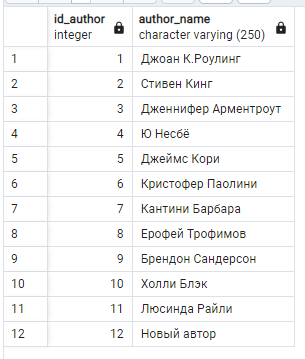 id_author author_name
integer character varying (250)
1 1 Джоан К.Роулинг
2 2 Стивен Кинг
3 3 Дженнифер Арментроут
4 4 Ю Несбё
5 5 Джеймс Кори
6 6 Кристофер Паолини
7 7 Кантини Барбара
8 8 Ерофей Трофимов
9 9 Брендон Сандерсон
10 10 Холли Блэк
11 11 Люсинда Райли
12 12 Новый автор